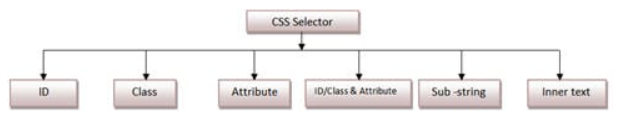 CSS Selector
ID
Class
Attribute
ID/Class & Attribute
Sub -string
Inner text